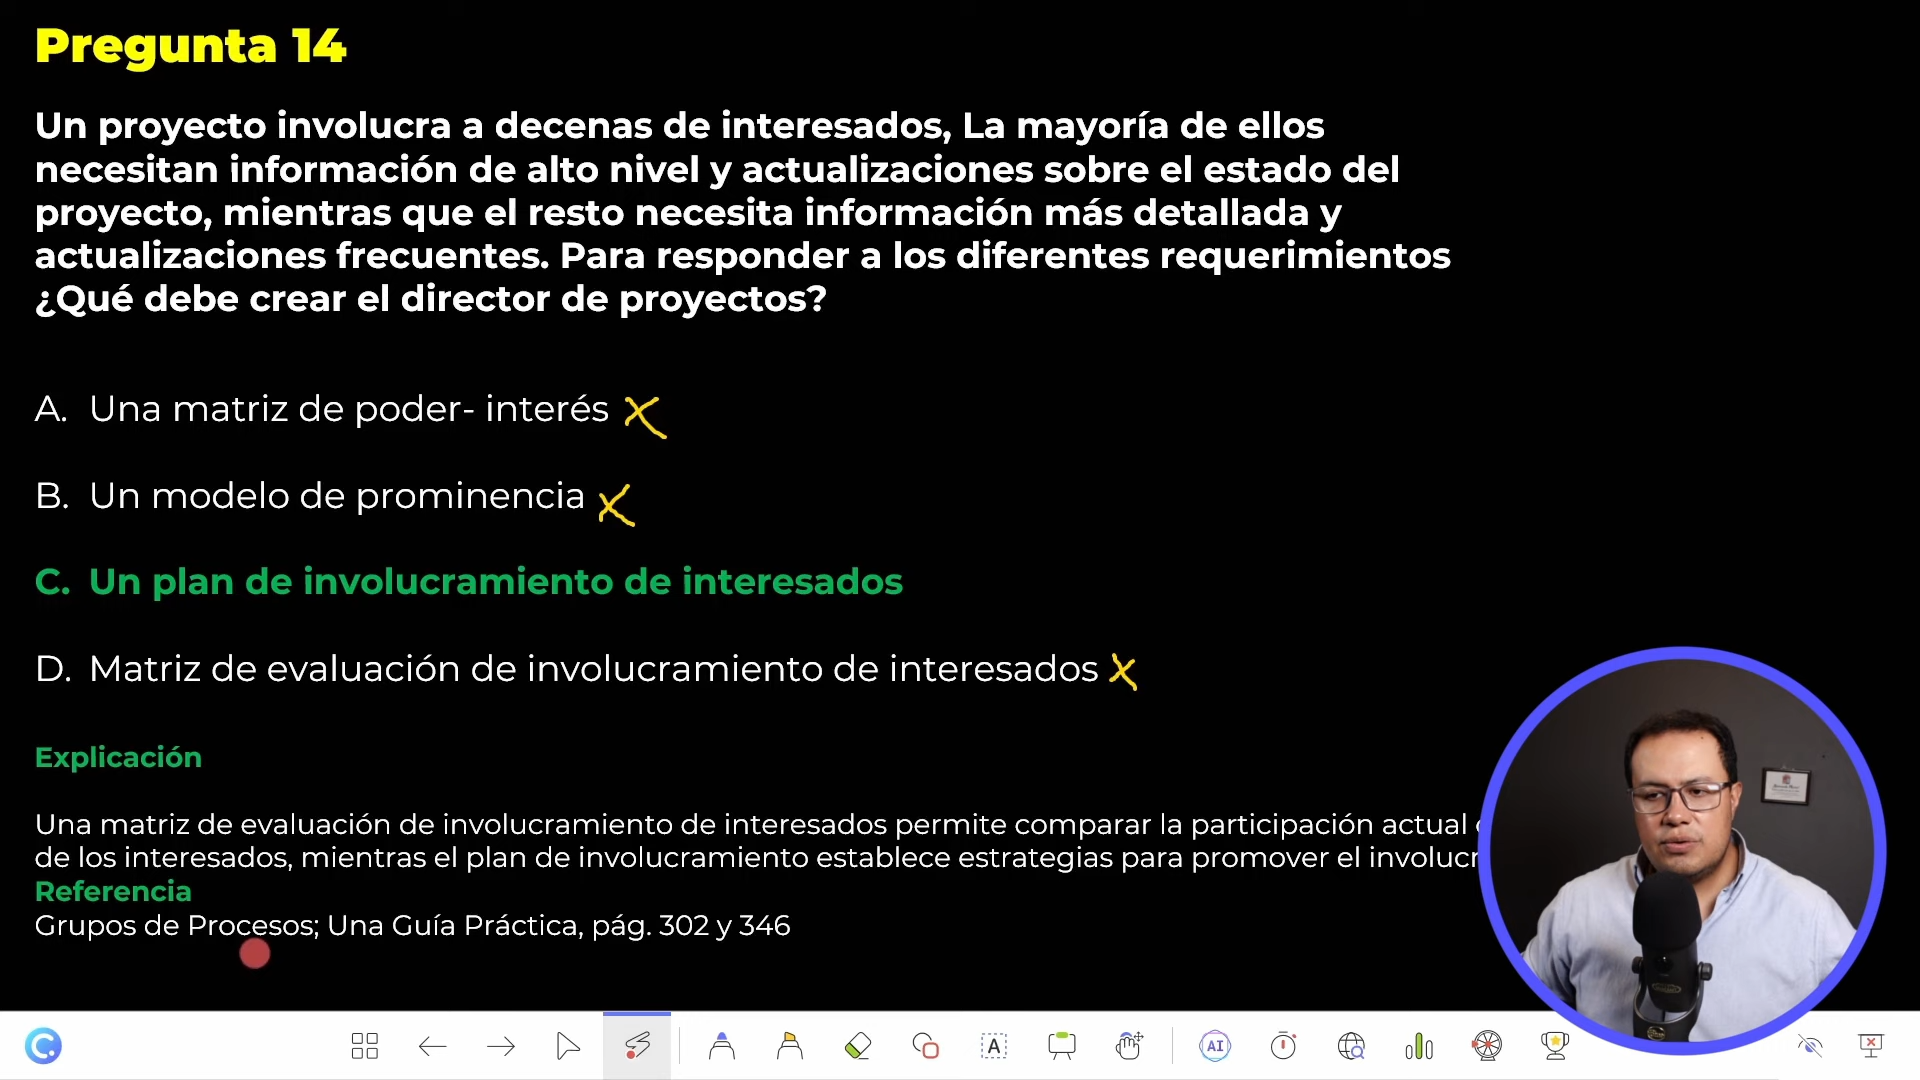 Pregunta 14
Un proyecto involucra a decenas de interesados, La mayoría de ellos
necesitan información de alto nivel y actualizaciones sobre el estado del
proyecto, mientras que el resto necesita información más detallada y
actualizaciones frecuentes. Para responder a los diferentes requerimientos
¿Qué debe crear el director de proyectos?
A. Una matriz de poder- interés
B. Un modelo de prominencia
C. Un plan de involucramiento de interesados
D. Matriz de evaluación de involucramiento de interesados
Explicación
Una matriz de evaluación de involucramiento de interesados permite comparar la participación actual
de los interesados, mientras el plan de involucramiento establece estrategias para promover el
Referencia
Grupos de Procesos; Una Guía Práctica, pág. 302 y 346
A
AI